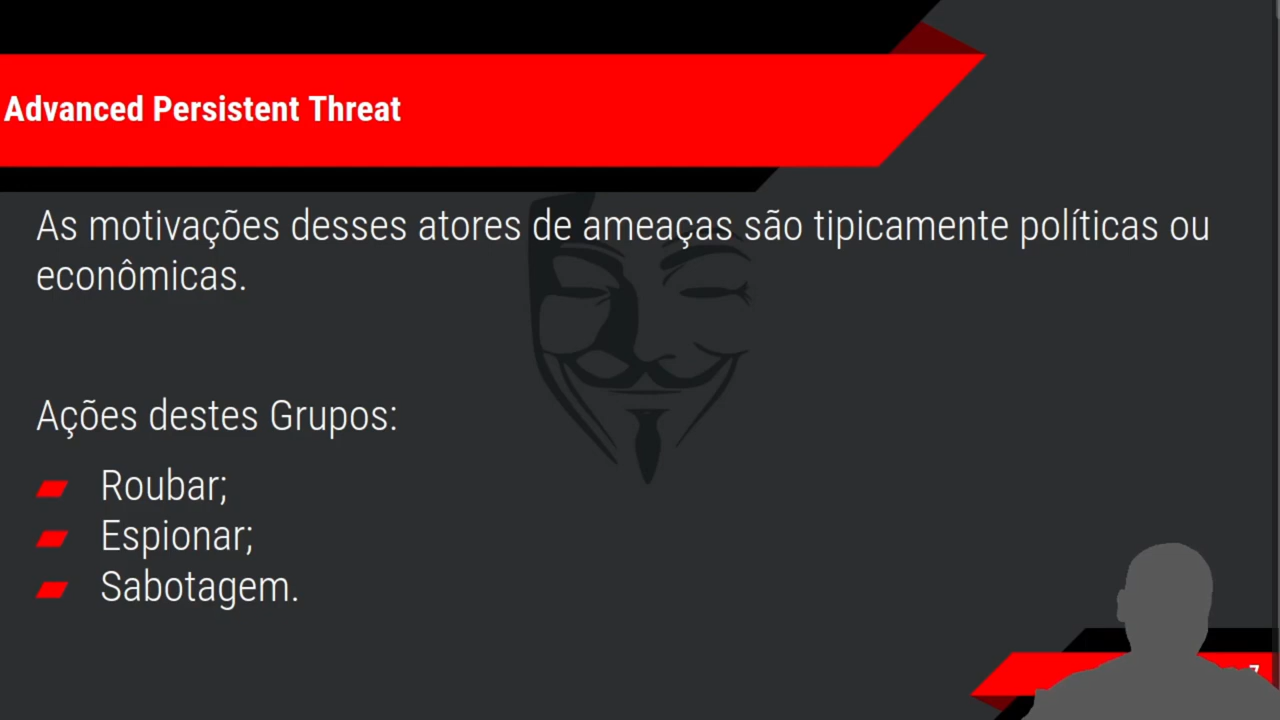 Advanced Persistent Threat
As motivações desses atores de ameaças são tipicamente políticas ou
econômicas.
Ações destes Grupos:
Roubar;
Espionar;
Sabotagem.
7